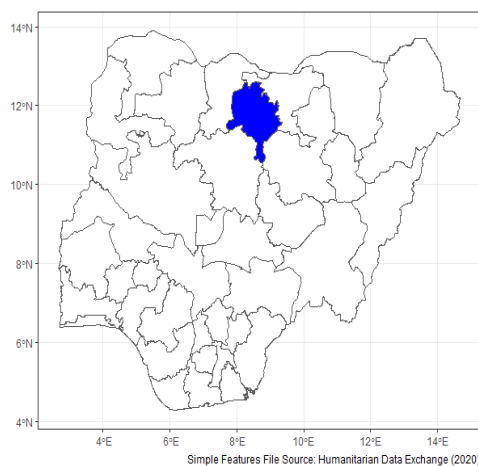 14°N
12°N
10°N
8°N
6°N
4°N
4°E 6°E 8°E 10°E 12°E 14°E
Simple Features File Source: Humanitarian Data Exchange (2020)